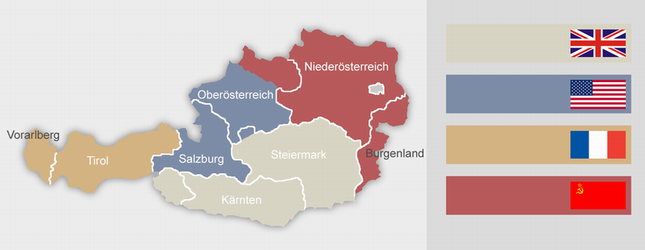 Niederösterreich
Oberösterreich
Vorarlberg
Tirol
Salzburg
Steiermark
Burgenland
Kärnten